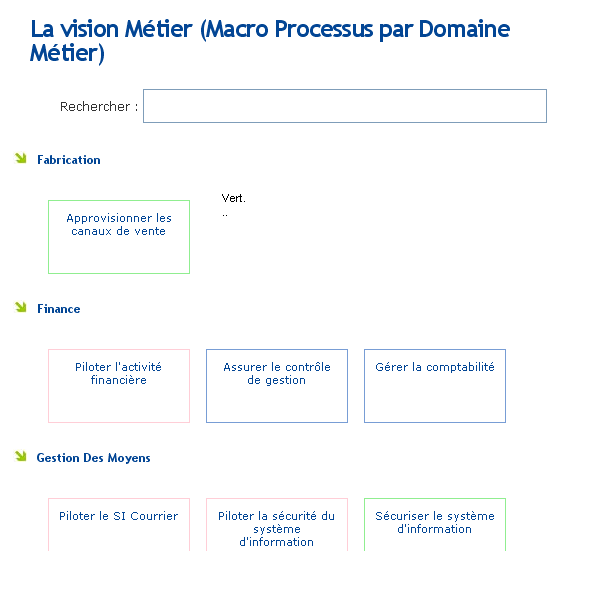 La vision Métier (Macro Processus par Domaine
Métier)
Rechercher :
Fabrication
Approvisionner les
canaux de vente
Vert.
..
Finance
Piloter l'activité
financière
Assurer le contrôle
de gestion
Gérer la comptabilité
Gestion Des Moyens
Piloter le SI Courrier
Piloter la sécurité du
système
d'information
Sécuriser le système
d'information